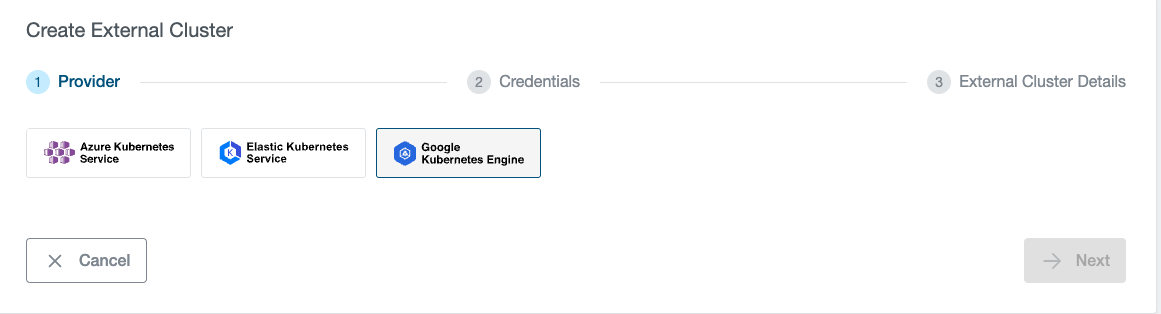 Create External Cluster
1 Provider 2 Credentials 3 External Cluster Details
Azure Kubernetes
Service
Elastic Kubernetes
Service
Google
Kubernetes Engine
Cancel
Next